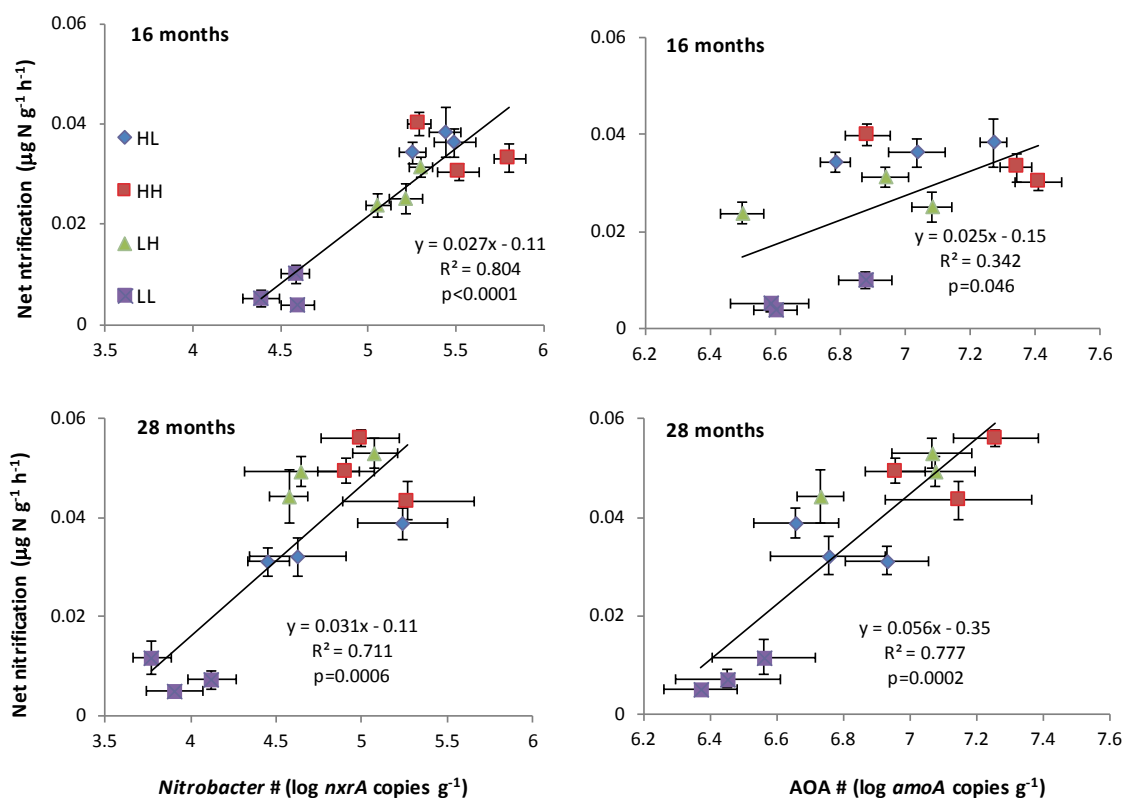 0.06
0.04
0.02
0
16 months
HL
HH
LH
LL
y = 0.027x - 0.11
R² = 0.804
p<0.0001
3.5 4 4.5 5 5.5 6
Net ntrification (µg N g⁻¹ h⁻¹)
0.06
0.04
0.02
0
16 months
y = 0.025x - 0.15
R² = 0.342
p=0.046
6.2 6.4 6.6 6.8 7 7.2 7.4 7.6
0.06
0.04
0.02
0
28 months
y = 0.031x - 0.11
R² = 0.711
p=0.0006
3.5 4 4.5 5 5.5 6
Net nitrification (µg N g⁻¹ h⁻¹)
Nitrobacter # (log nxrA copies g⁻¹)
0.06
0.04
0.02
0
28 months
y = 0.056x - 0.35
R² = 0.777
p=0.0002
6.2 6.4 6.6 6.8 7 7.2 7.4 7.6
AOA # (log amoA copies g⁻¹)